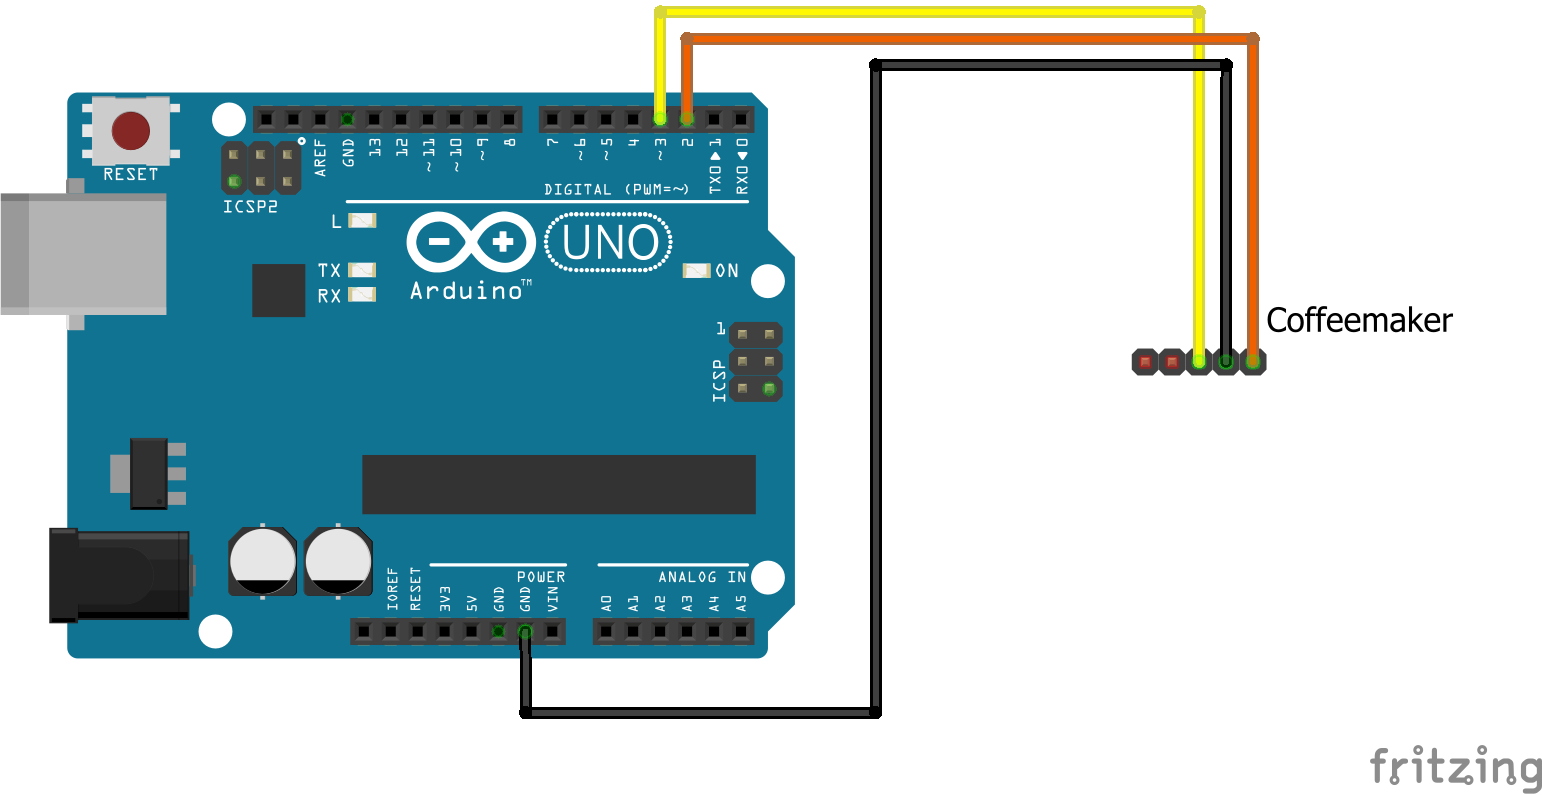 RESET
ICSP2
AREF
GND
13
12
~11
~10
~9
8
7
~6
~5
4
~3
2
TX0▶1
RX0◀0
DIGITAL (PWM=~)
L
TX
RX
UNO
Arduino™
ON
1
ICSP
Coffeemaker
IOREF
RESET
3V3
5V
GND
GND
VIN
POWER
ANALOG IN
A0
A1
A2
A3
A4
A5
fritzing